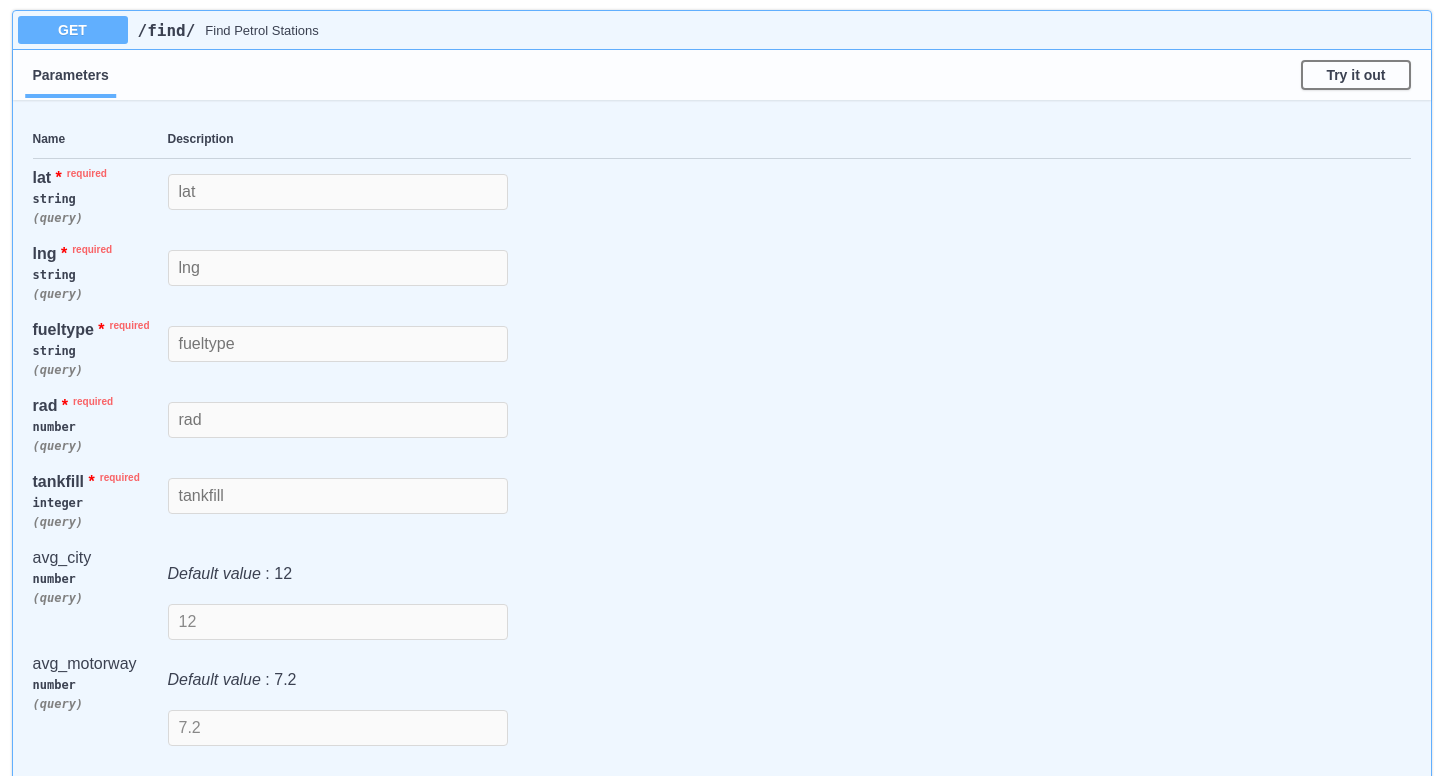 GET /find/ Find Petrol Stations
Parameters
Try it out
Name Description
lat * required
string
(query)
lat
lng * required
string
(query)
lng
fueltype * required
string
(query)
fueltype
rad * required
number
(query)
rad
tankfill * required
integer
(query)
tankfill
avg_city
number
(query)
Default value : 12
12
avg_motorway
number
(query)
Default value : 7.2
7.2